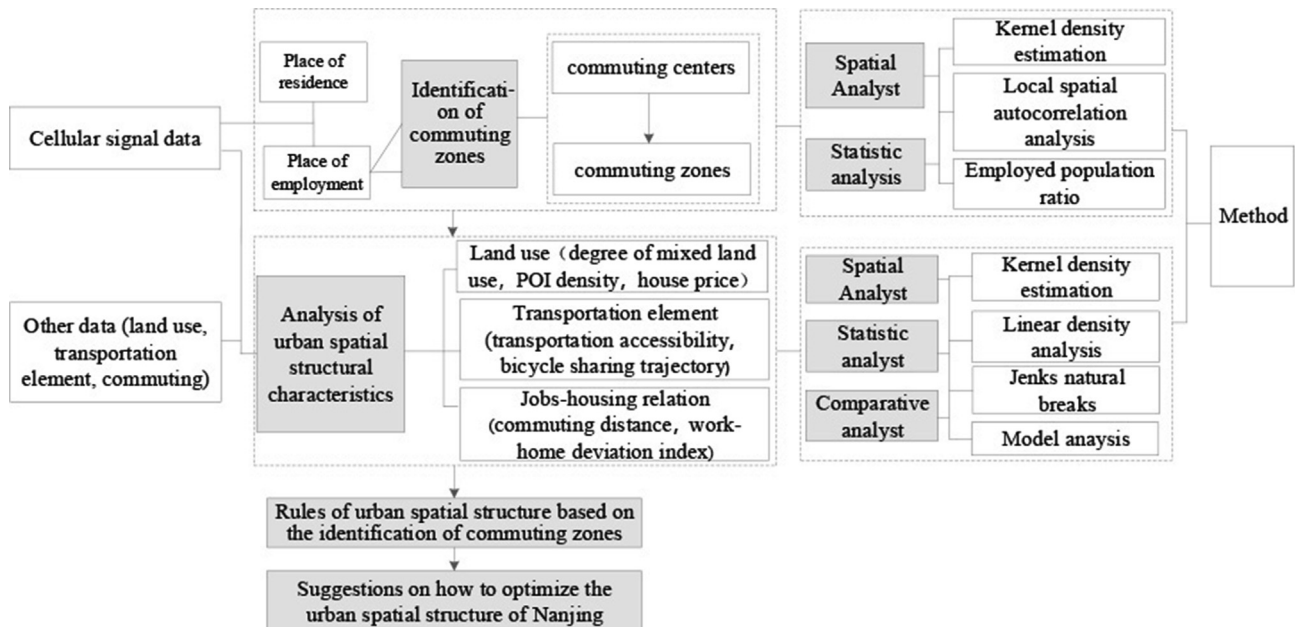 Cellular signal data
Other data (land use,
transportation
element, commuting)
Place of
residence
Place of
employment
Identificati-
on of
commuting
zones
commuting centers
commuting zones
Spatial
Analyst
Statistic
analysis
Kernel density
estimation
Local spatial
autocorrelation
analysis
Employed population
ratio
Method
Analysis of
urban spatial
structural
characteristics
Land use（degree of mixed land
use，POI density，house price）
Transportation element
(transportation accessibility,
bicycle sharing trajectory)
Jobs-housing relation
(commuting distance，work-
home deviation index)
Spatial
Analyst
Statistic
analyst
Comparative
analyst
Kernel density
estimation
Linear density
analysis
Jenks natural
breaks
Model anaysis
Rules of urban spatial structure based on
the identification of commuting zones
Suggestions on how to optimize the
urban spatial structure of Nanjing